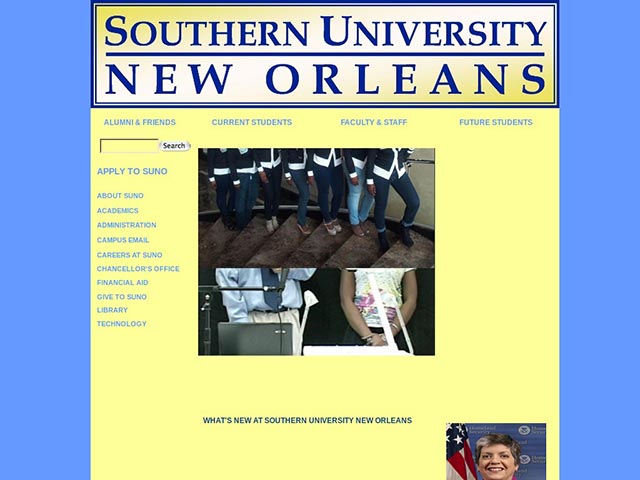 SOUTHERN UNIVERSITY
NEW ORLEANS
ALUMNI & FRIENDS CURRENT STUDENTS FACULTY & STAFF FUTURE STUDENTS
Search
APPLY TO SUNO
ABOUT SUNO
ACADEMICS
ADMINISTRATION
CAMPUS EMAIL
CAREERS AT SUNO
CHANCELLOR'S OFFICE
FINANCIAL AID
GIVE TO SUNO
LIBRARY
TECHNOLOGY
WHAT'S NEW AT SOUTHERN UNIVERSITY NEW ORLEANS
Homeland
Security